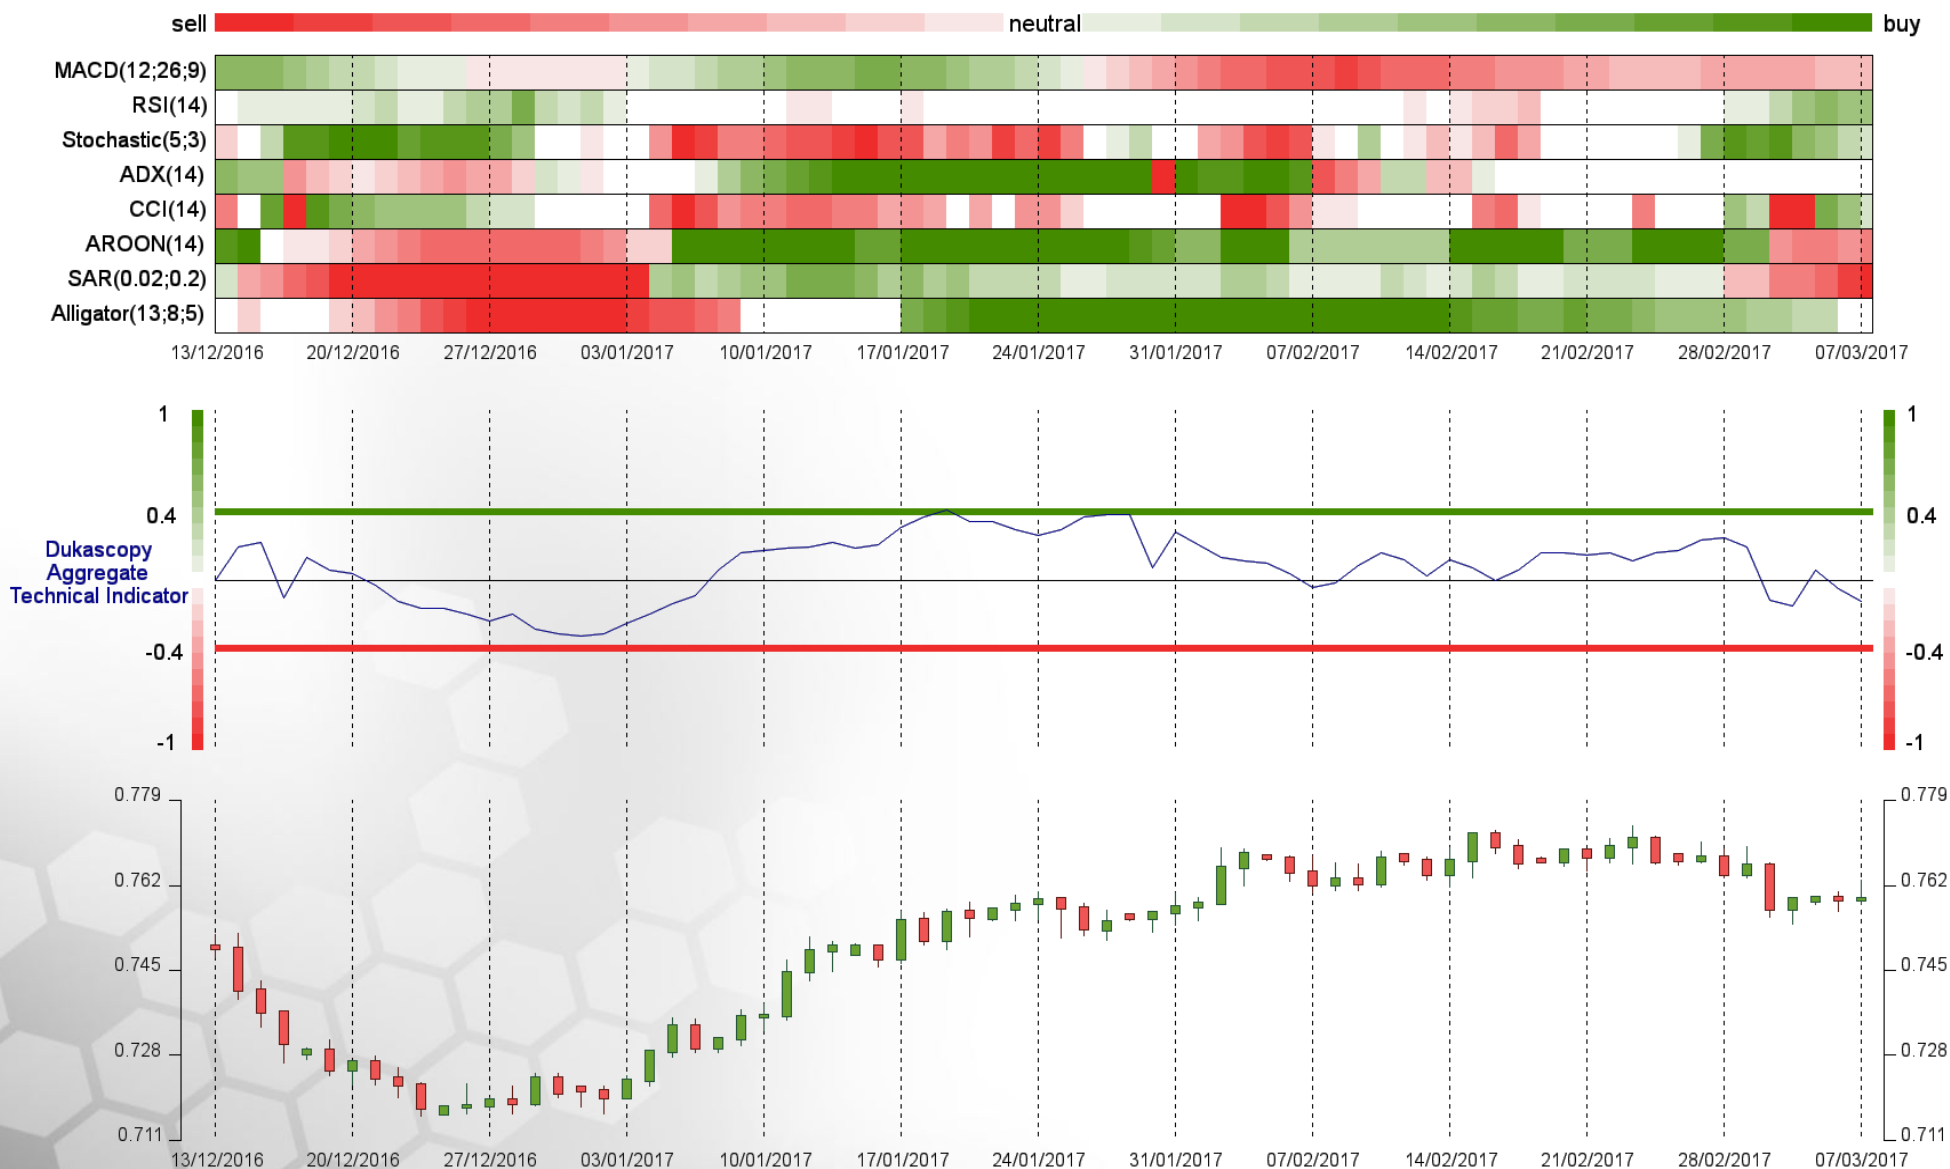 sell neutral buy
MACD(12;26;9)
RSI(14)
Stochastic(5;3)
ADX(14)
CCI(14)
AROON(14)
SAR(0.02;0.2)
Alligator(13;8;5)
13/12/2016 20/12/2016 27/12/2016 03/01/2017 10/01/2017 17/01/2017 24/01/2017 31/01/2017 07/02/2017 14/02/2017 21/02/2017 28/02/2017 07/03/2017
1 1
0.4 0.4
Dukascopy
Aggregate
Technical Indicator
-0.4 -0.4
-1 -1
0.779 0.779
0.762 0.762
0.745 0.745
0.728 0.728
0.711 0.711
13/12/2016 20/12/2016 27/12/2016 03/01/2017 10/01/2017 17/01/2017 24/01/2017 31/01/2017 07/02/2017 14/02/2017 21/02/2017 28/02/2017 07/03/2017